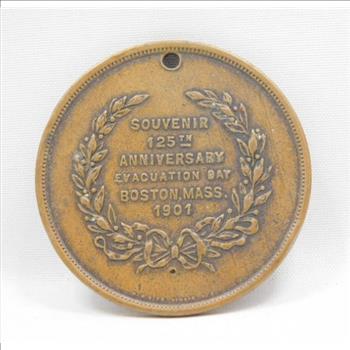 SOUVENIR
125TH
ANNIVERSARY
EVACUATION DAY
BOSTON, MASS.
1901